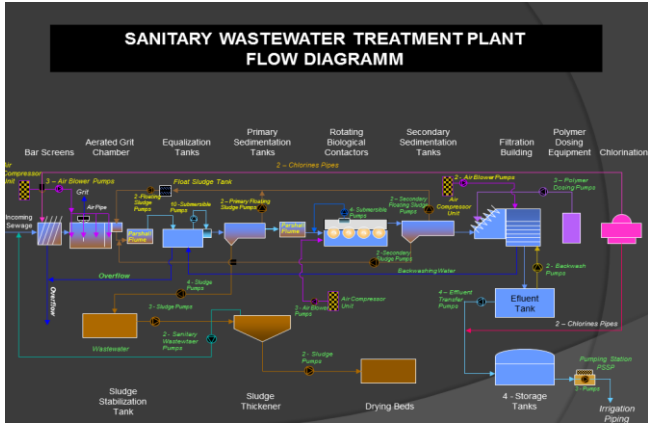 SANITARY WASTEWATER TREATMENT PLANT
FLOW DIAGRAMM
Bar Screens
Aerated Grit
Chamber
Equalization
Tanks
Primary
Sedimentation
Tanks
Rotating
Biological
Contactors
Secondary
Sedimentation
Tanks
Filtration
Building
Polymer
Dosing
Equipment
Chlorination
2 – Chlorines Pipes
Air
Compressor
Unit
3 – Air Blower Pumps
Grit
Air Pipe
Float Sludge Tank
2 -Floating
Sludge
Pumps
10 -Submersible
Pumps
2 – Primary Floating
Sludge Pumps
4- Submersible
Pumps
2 – Secondary
Floating Sludge
Pumps
2 – Air Blower Pumps
Air
Compressor
Unit
2 – Polymer
Dosing Pumps
Incoming
Sewage
Parshall
Flume
Parshall
Flume
2 -Secondary
Sludge Pumps
Overflow
Overflow
Backwashing Water
2 - Backwash
Pumps
4 - Sludge
Pumps
3 - Sludge Pumps
3 - Air Blower
Pumps
Air Compressor
Unit
4 – Effluent
Transfer
Pumps
Efluent
Tank
2 – Chlorines Pipes
Wastewater
2 - Sanitary
Wastewtaer
Pumps
2 - Sludge
Pumps
Pumping Station
PSSP
3 - Pumps
Sludge
Stabilization
Tank
Sludge
Thickener
Drying Beds
4 - Storage
Tanks
Irrigation
Piping